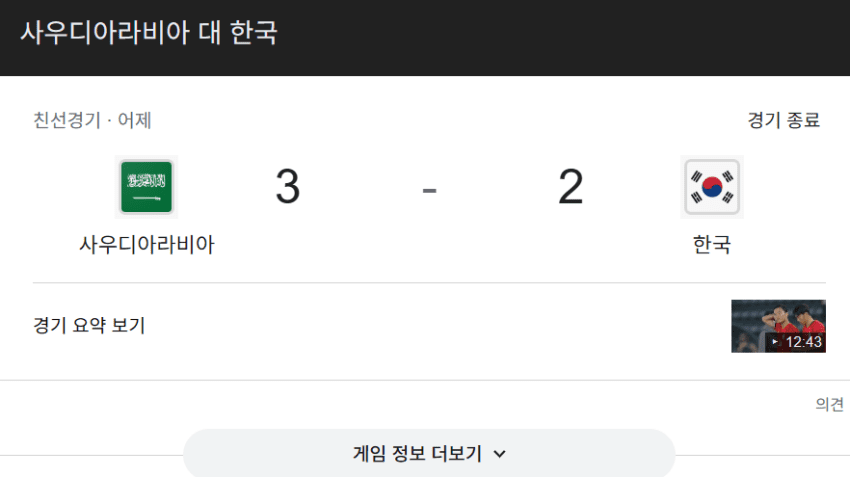 사우디아라비아 대 한국
친선경기 · 어제
경기 종료
3 - 2
사우디아라비아
한국
경기 요약 보기
12:43
의견
게임 정보 더보기